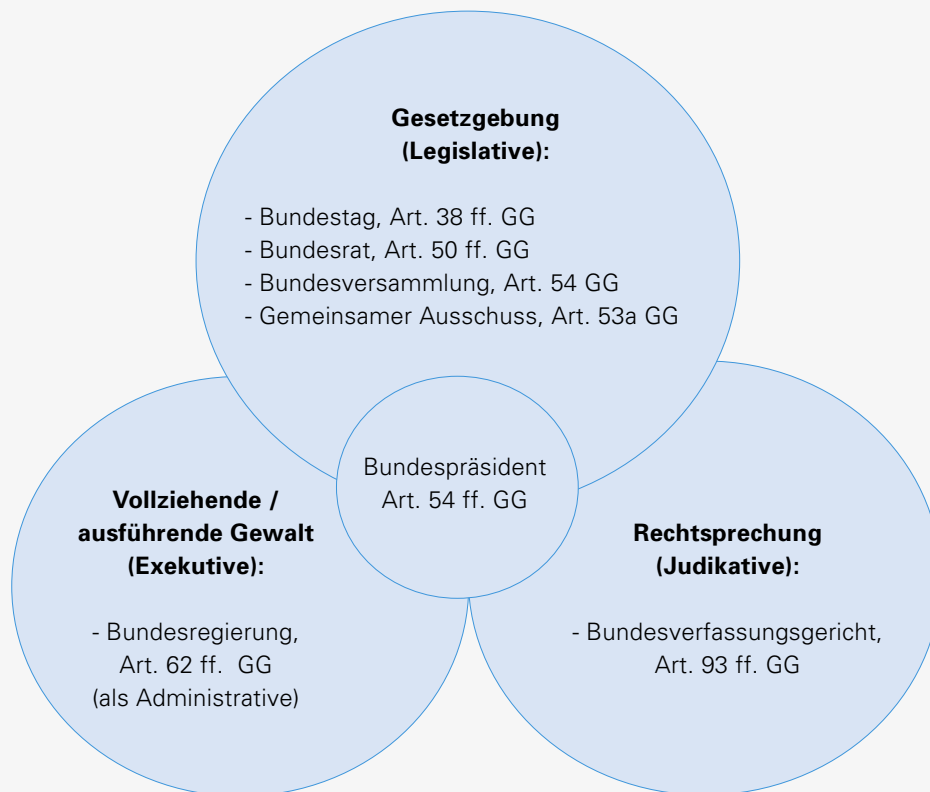 Gesetzgebung
(Legislative):
- Bundestag, Art. 38 ff. GG
- Bundesrat, Art. 50 ff. GG
- Bundesversammlung, Art. 54 GG
- Gemeinsamer Ausschuss, Art. 53a GG
Bundespräsident
Art. 54 ff. GG
Vollziehende /
ausführende Gewalt
(Exekutive):
- Bundesregierung,
Art. 62 ff. GG
(als Administrative)
Rechtsprechung
(Judikative):
- Bundesverfassungsgericht,
Art. 93 ff. GG